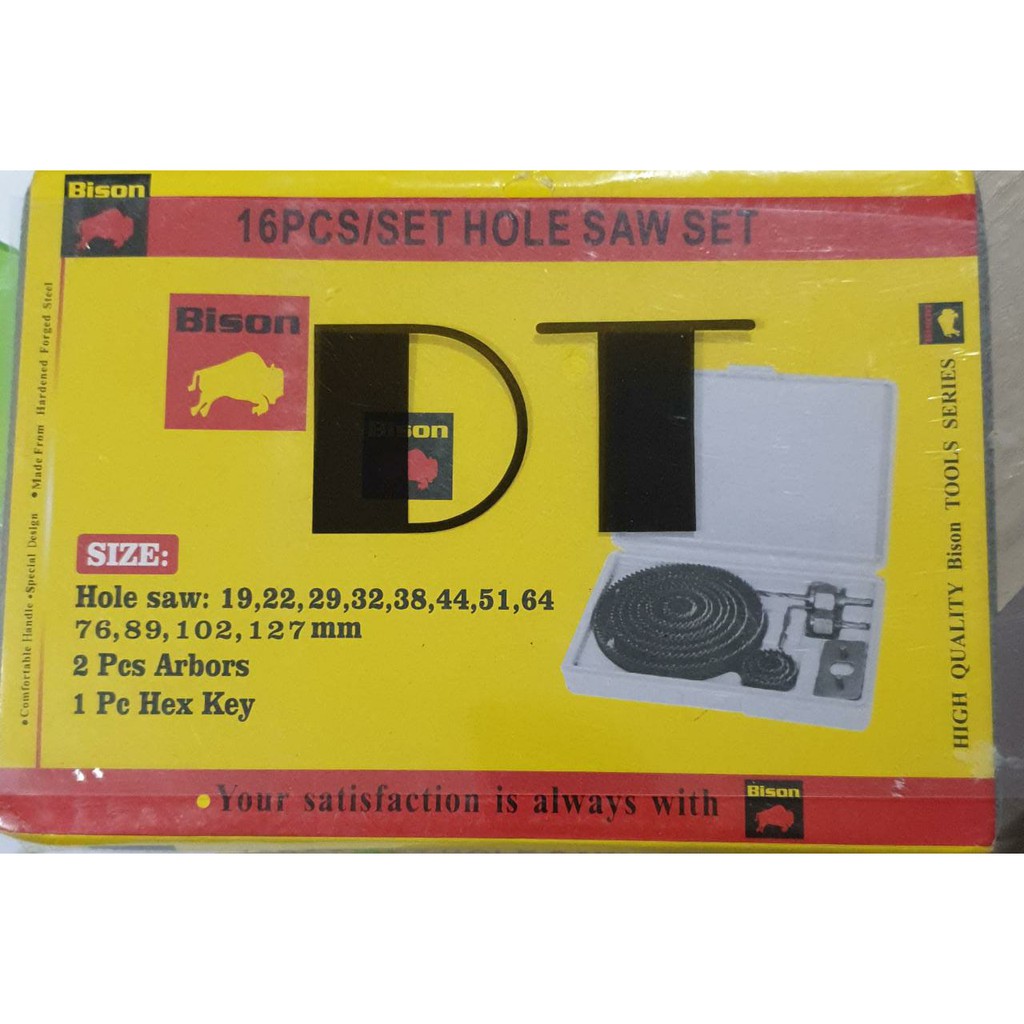 Bison
16PCS/SET HOLE SAW SET
Bison
DT
Bison
SIZE:
Hole saw: 19,22,29,32,38,44,51,64
76,89,102,127mm
2 Pcs Arbors
1 Pc Hex Key
•Your satisfaction is always with
Bison
•Comfortable Handle •Special Design •Made From Hardened Forged Steel
HIGH QUALITY Bison TOOLS SERIES